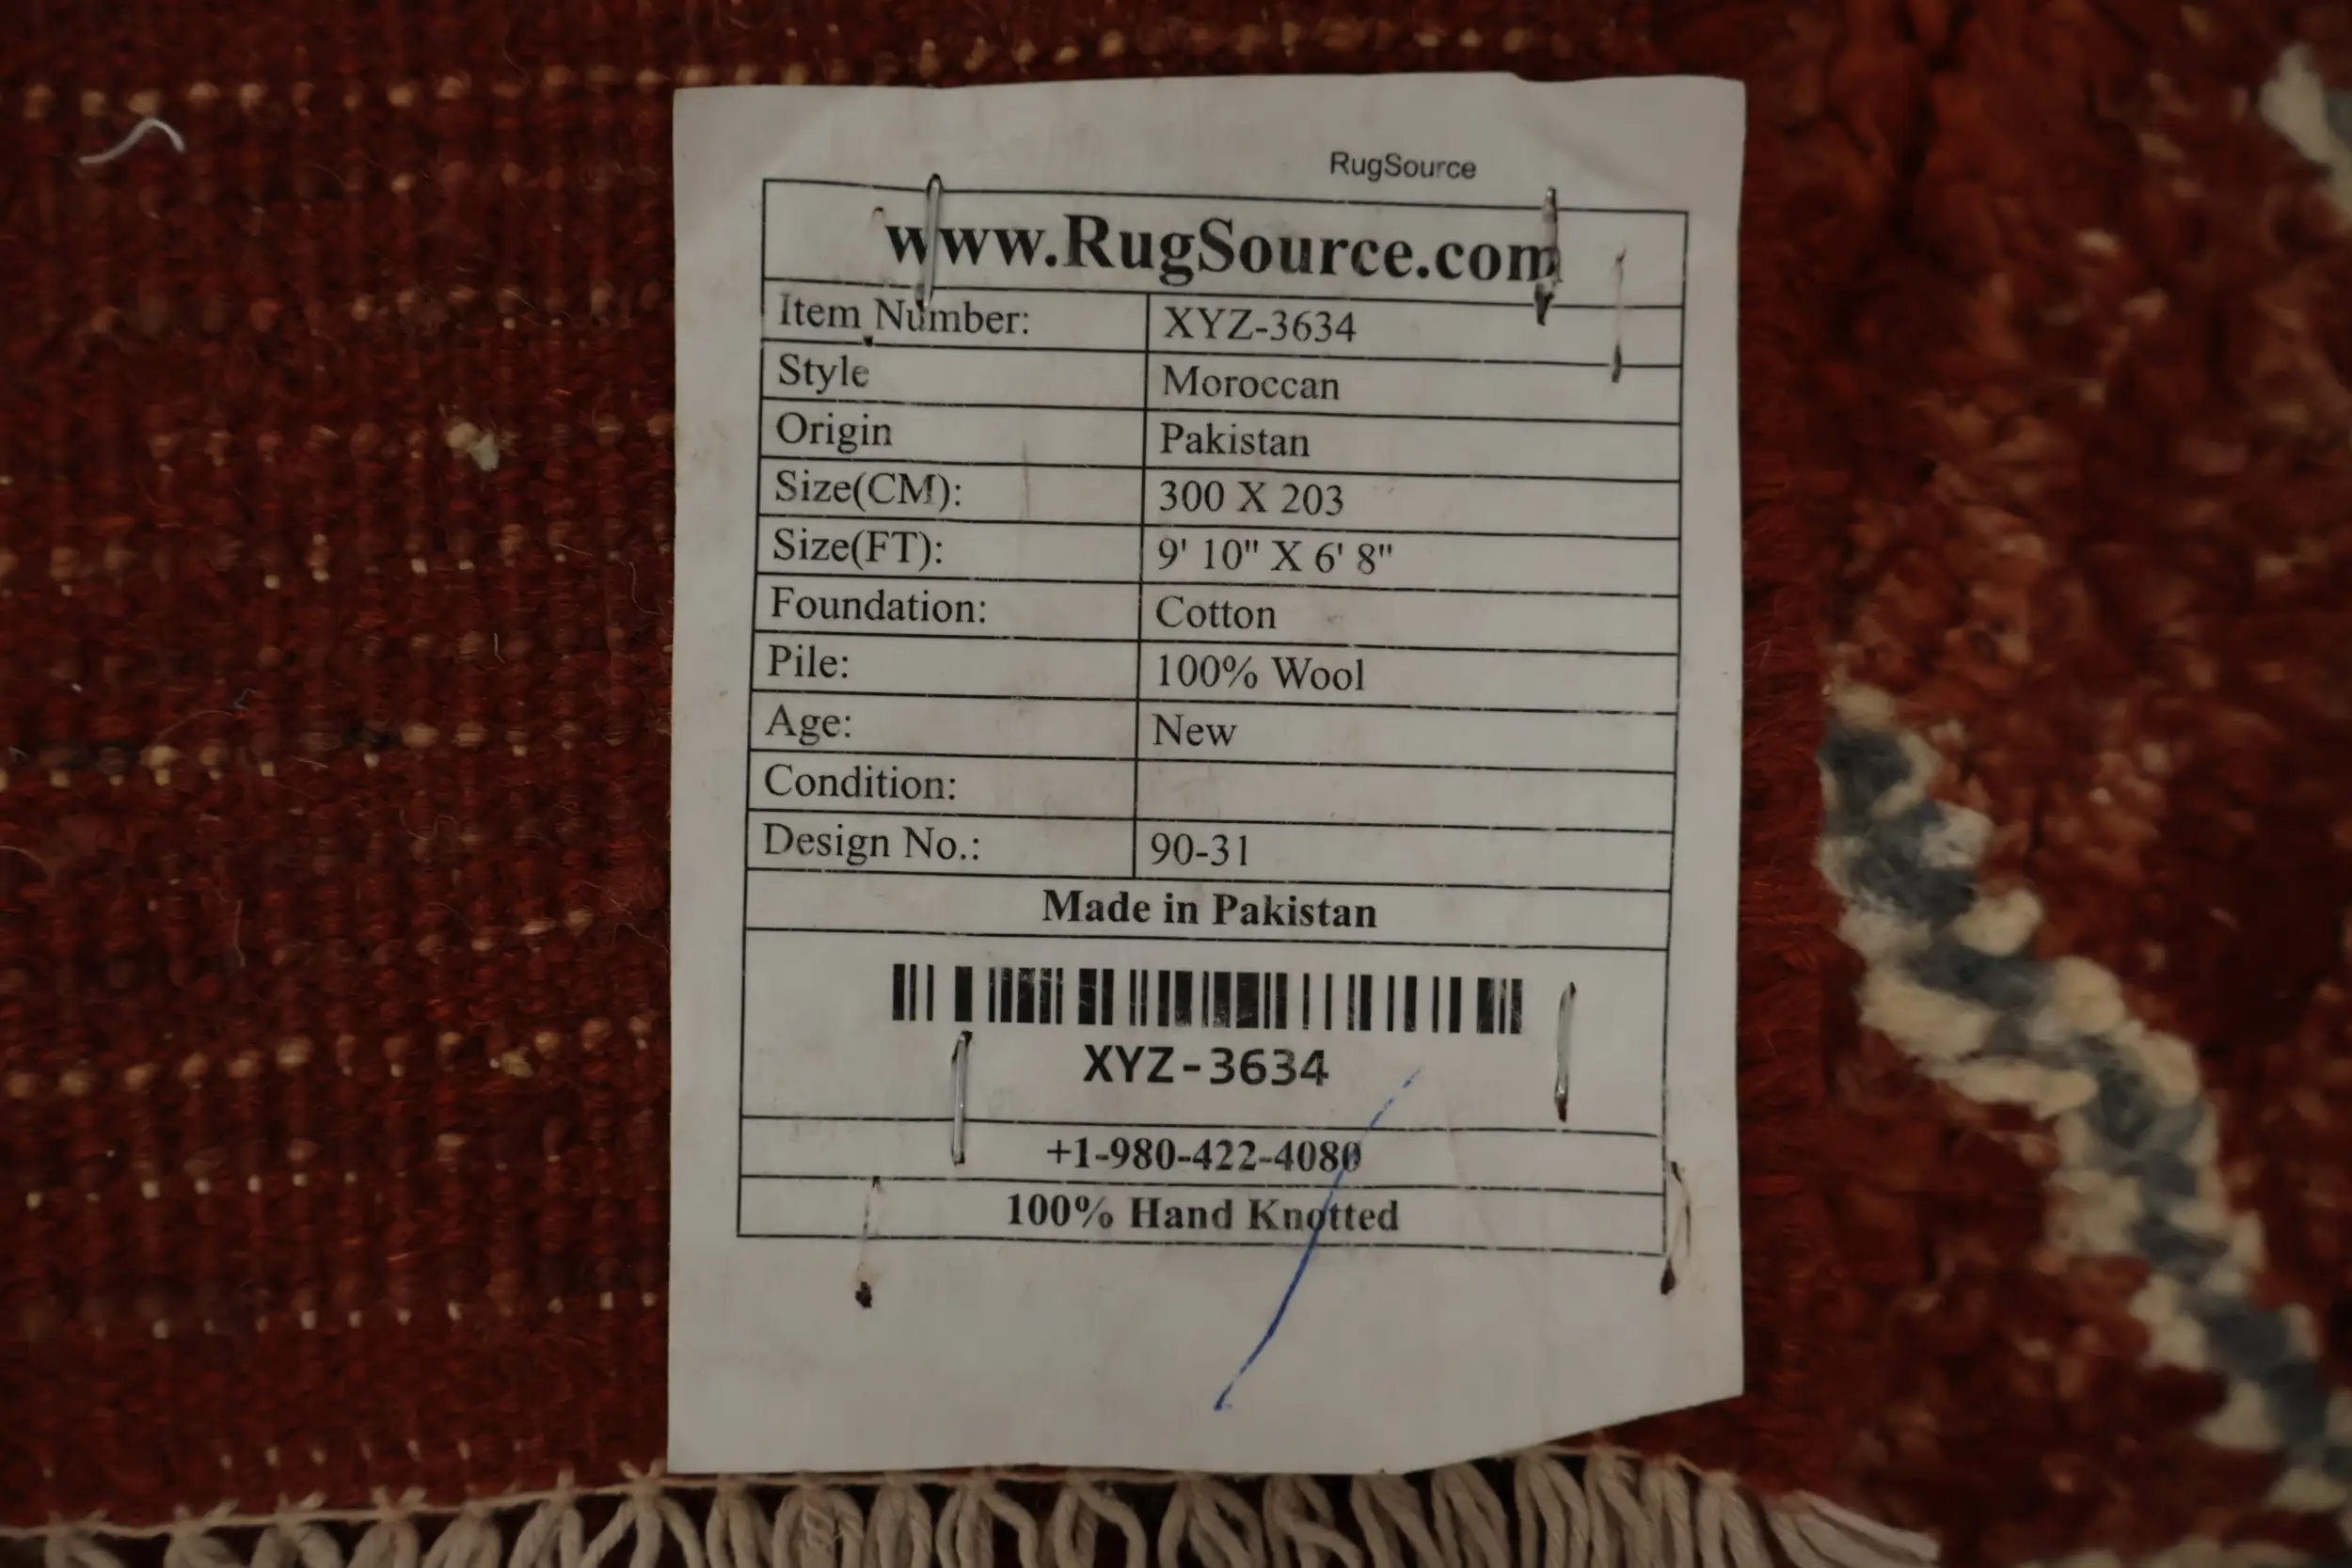 RugSource
www.RugSource.com
Item Number: XYZ-3634
Style Moroccan
Origin Pakistan
Size(CM): 300 X 203
Size(FT): 9' 10" X 6' 8"
Foundation: Cotton
Pile: 100% Wool
Age: New
Condition:
Design No.: 90-31
Made in Pakistan
XYZ-3634
+1-980-422-4080
100% Hand Knotted